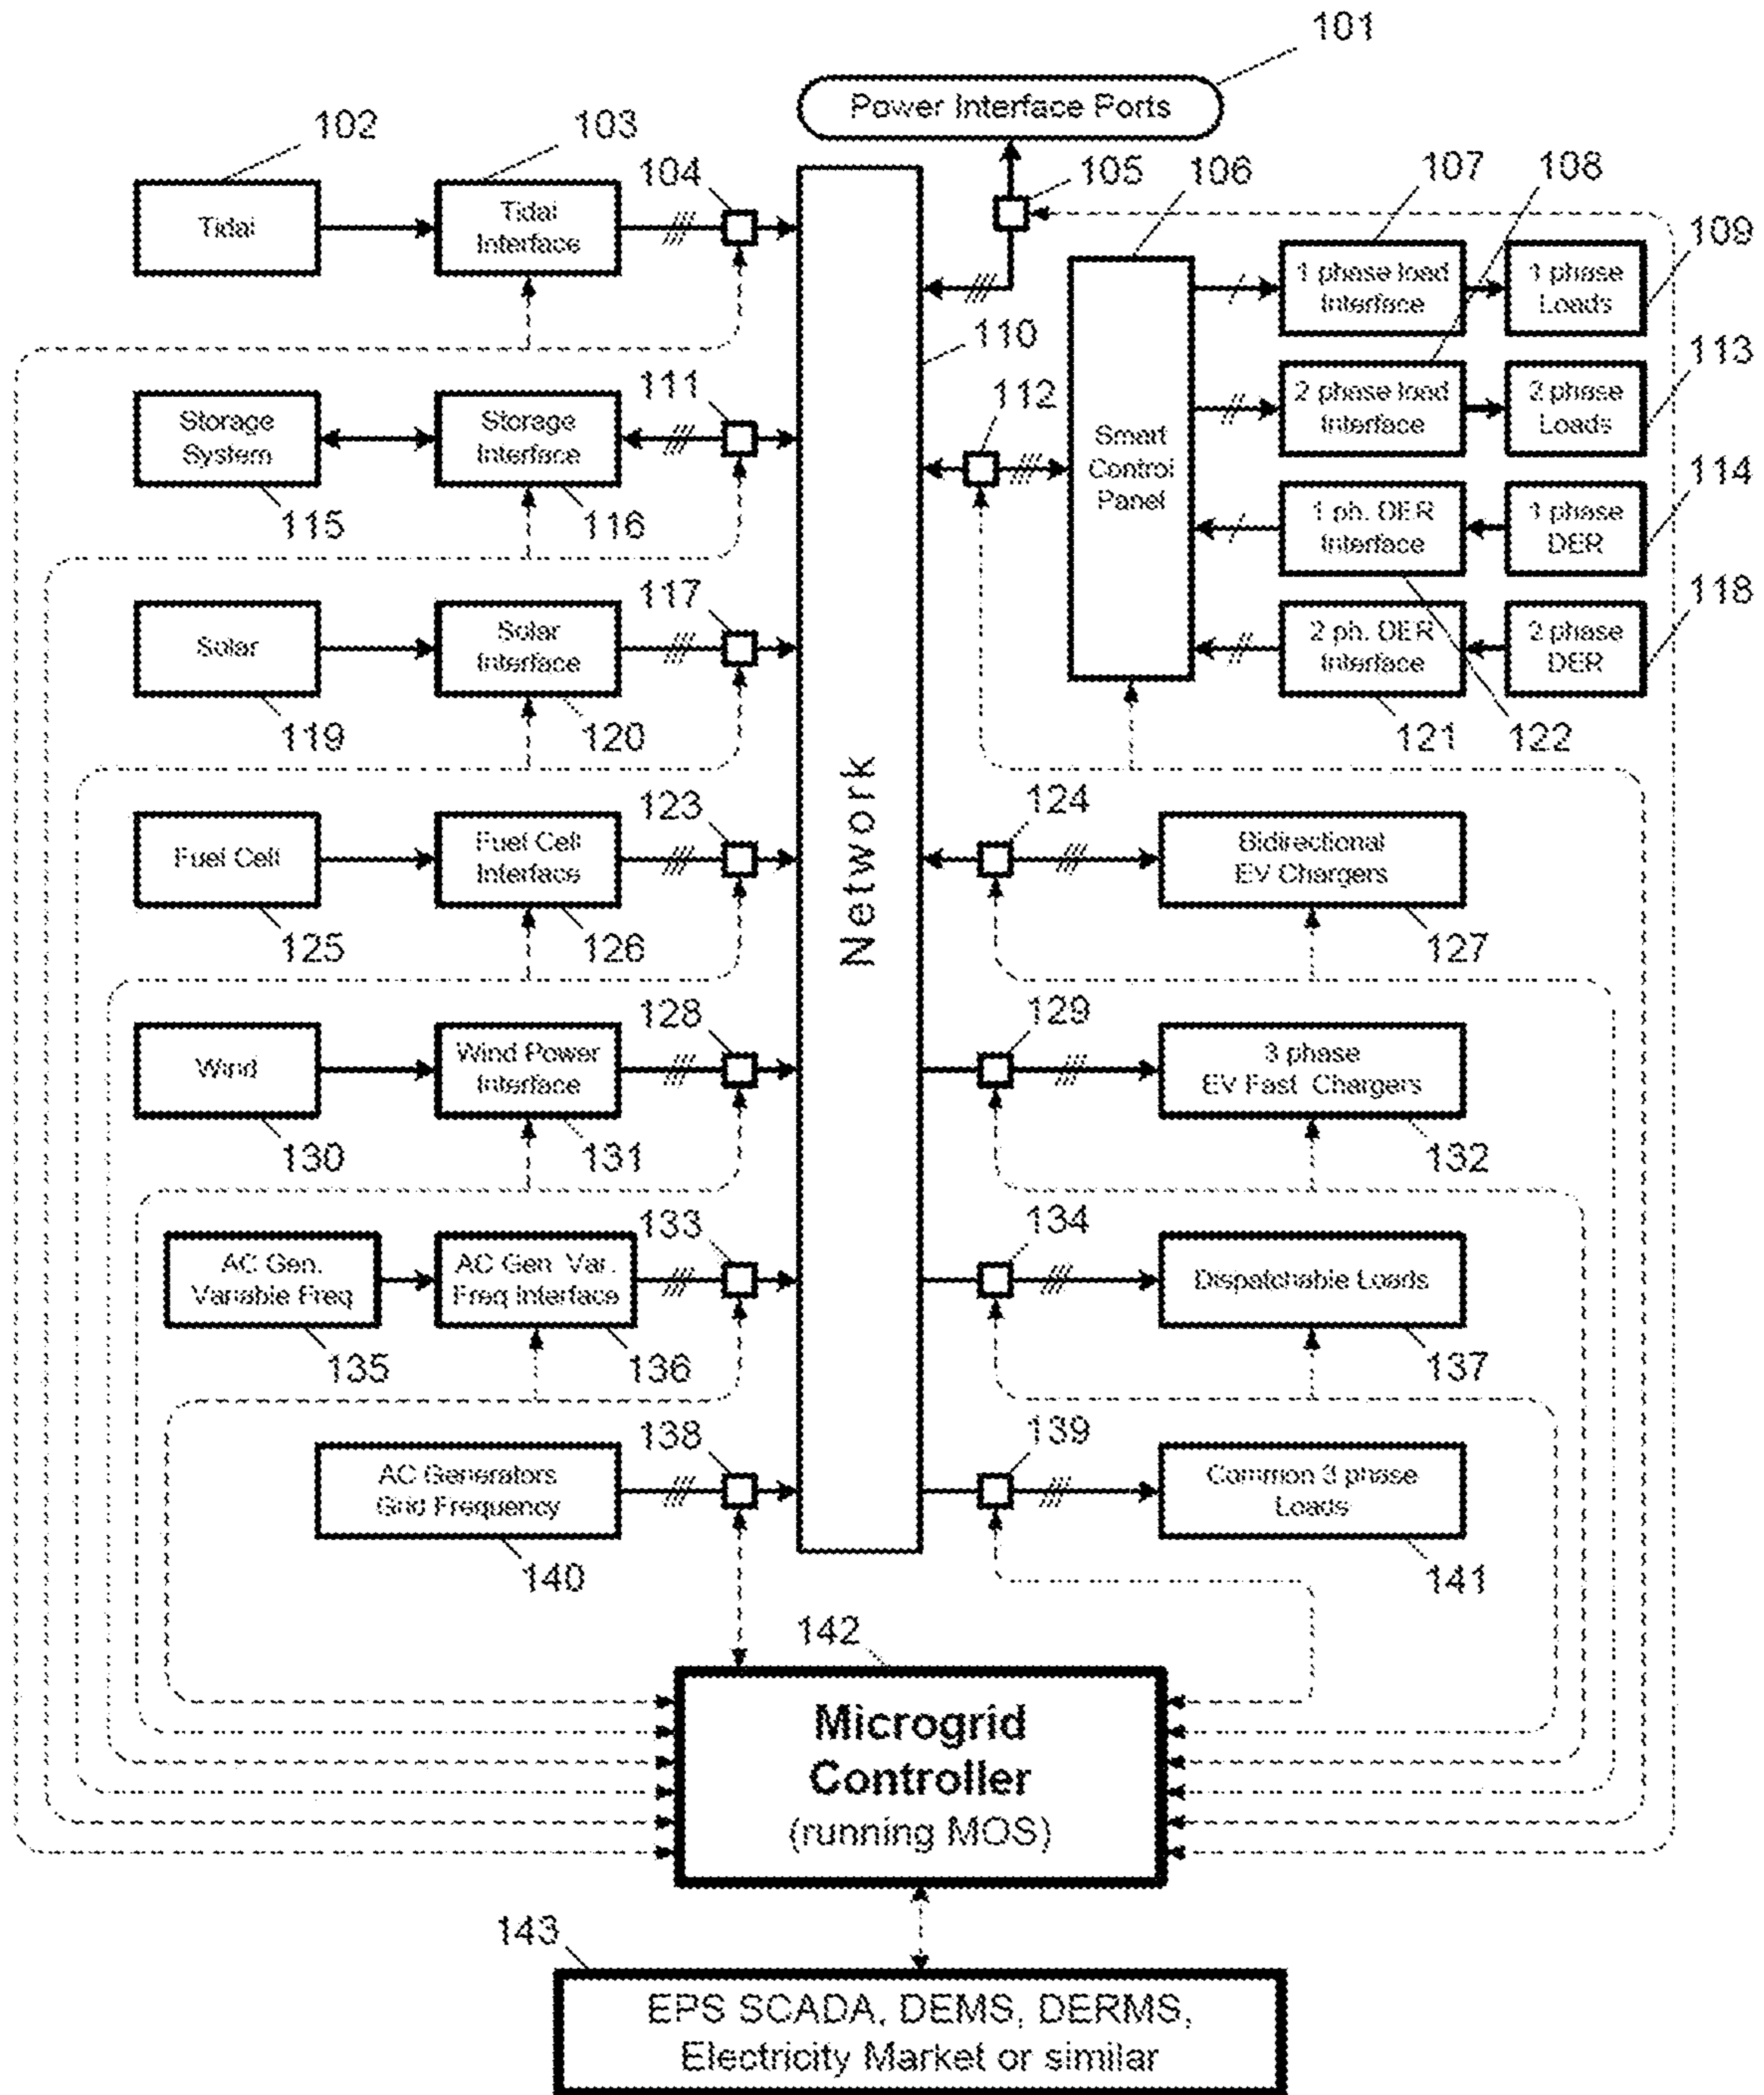 101
Power Interface Ports
102
103
104
105
106
107
108
Tidal
Tidal
Interface
1 phase load
Interface
1 phase
Loads
109
110
111
112
113
Storage
System
Storage
Interface
Smart
Control
Panel
2 phase load
Interface
2 phase
Loads
114
115
116
1 ph. DER
Interface
1 phase
DER
117
118
Solar
Solar
Interface
2 ph. DER
Interface
2 phase
DER
119
120
121
122
Network
123
124
Fuel Cell
Fuel Cell
Interface
Bidirectional
EV Chargers
125
126
127
128
129
Wind
Wind Power
Interface
3 phase
EV Fast Chargers
130
131
132
133
134
AC Gen.
Variable Freq
AC Gen Var.
Freq Interface
Dispatchable Loads
135
136
137
138
139
AC Generators
Grid Frequency
Common 3 phase
Loads
140
141
142
Microgrid
Controller
(running MOS)
143
EPS SCADA, DEMS, DERMS,
Electricity Market or similar